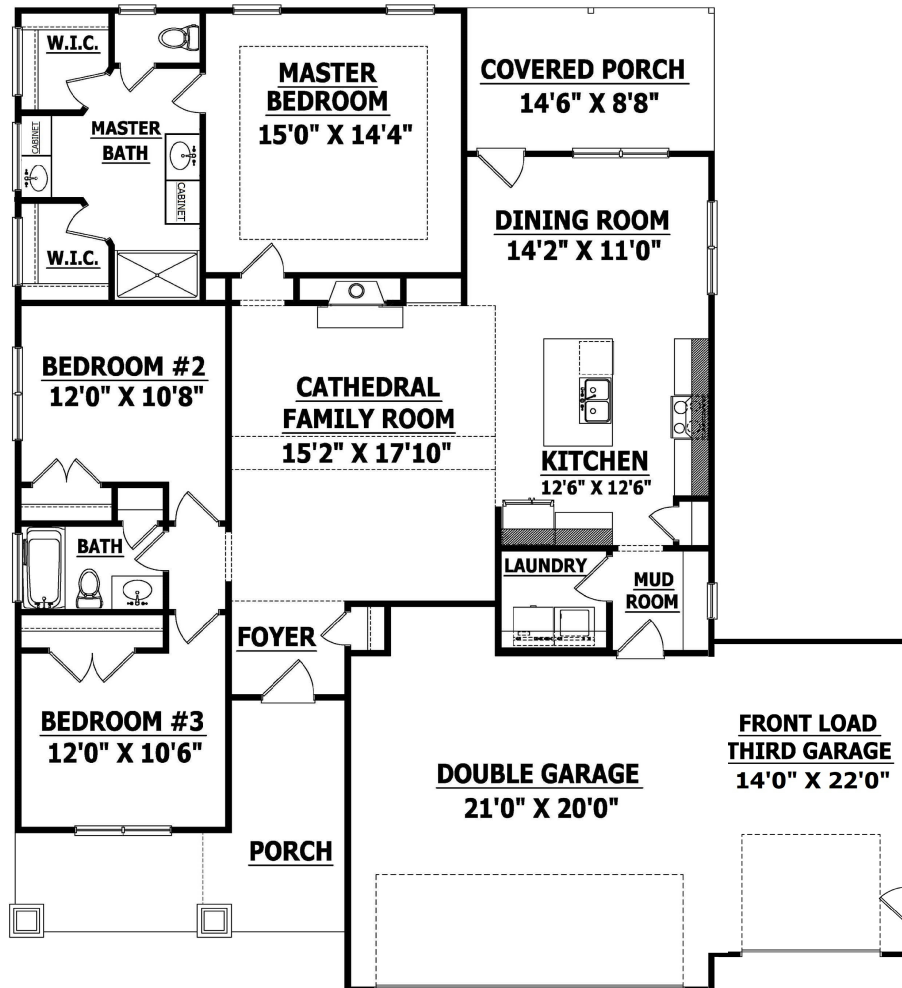 W.I.C.
MASTER
BEDROOM
15'0" X 14'4"
COVERED PORCH
14'6" X 8'8"
MASTER
BATH
CABINET
CABINET
W.I.C.
DINING ROOM
14'2" X 11'0"
BEDROOM #2
12'0" X 10'8"
CATHEDRAL
FAMILY ROOM
15'2" X 17'10"
KITCHEN
12'6" X 12'6"
BATH
LAUNDRY
MUD
ROOM
FOYER
BEDROOM #3
12'0" X 10'6"
DOUBLE GARAGE
21'0" X 20'0"
FRONT LOAD
THIRD GARAGE
14'0" X 22'0"
PORCH